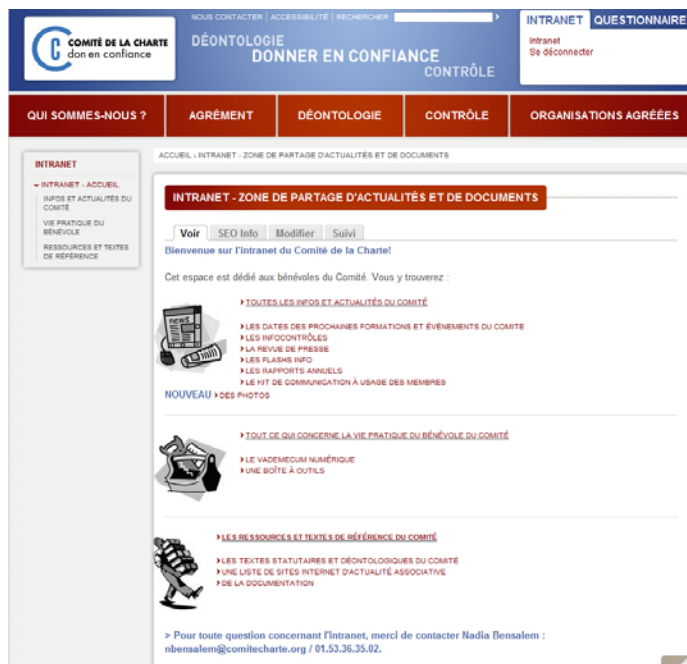 COMITÉ DE LA CHARTE
don en confiance
NOUS CONTACTER | ACCESSIBILITÉ | RECHERCHER :
DÉONTOLOGIE
DONNER EN CONFIANCE
CONTRÔLE
INTRANET QUESTIONNAIRE
Intranet
Se déconnecter
QUI SOMMES-NOUS ? AGRÉMENT DÉONTOLOGIE CONTRÔLE ORGANISATIONS AGRÉÉES
INTRANET
INTRANET - ACCUEIL
INFOS ET ACTUALITÉS DU
COMITÉ
VIE PRATIQUE DU
BÉNÉVOLE
RESSOURCES ET TEXTES
DE RÉFÉRENCE
ACCUEIL › INTRANET - ZONE DE PARTAGE D'ACTUALITÉS ET DE DOCUMENTS
INTRANET - ZONE DE PARTAGE D'ACTUALITÉS ET DE DOCUMENTS
Voir SEO Info Modifier Suivi
Bienvenue sur l'intranet du Comité de la Charte!
Cet espace est dédié aux bénévoles du Comité. Vous y trouverez :
NEWS
TOUTES LES INFOS ET ACTUALITÉS DU COMITÉ
LES DATES DES PROCHAINES FORMATIONS ET ÉVÉNEMENTS DU COMITE
LES INFOCONTRÔLES
LA REVUE DE PRESSE
LES FLASHS INFO
LES RAPPORTS ANNUELS
LE KIT DE COMMUNICATION À USAGE DES MEMBRES
NOUVEAU › DES PHOTOS
TOUT CE QUI CONCERNE LA VIE PRATIQUE DU BÉNÉVOLE DU COMITÉ
LE VADEMECUM NUMÉRIQUE
UNE BOÎTE À OUTILS
LES RESSOURCES ET TEXTES DE RÉFÉRENCE DU COMITÉ
LES TEXTES STATUTAIRES ET DÉONTOLOGIQUES DU COMITÉ
UNE LISTE DE SITES INTERNET D'ACTUALITÉ ASSOCIATIVE
DE LA DOCUMENTATION
> Pour toute question concernant l'intranet, merci de contacter Nadia Bensalem :
nbensalem@comitecharte.org / 01.53.36.35.02.